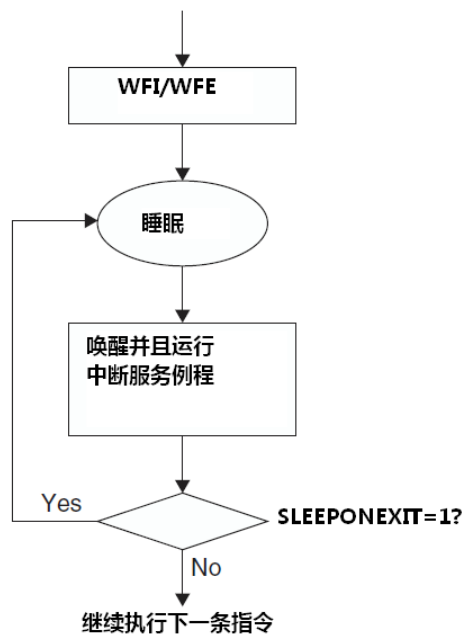 WFI/WFE
睡眠
唤醒并且运行
中断服务例程
Yes
SLEEPONEXIT=1?
No
继续执行下一条指令